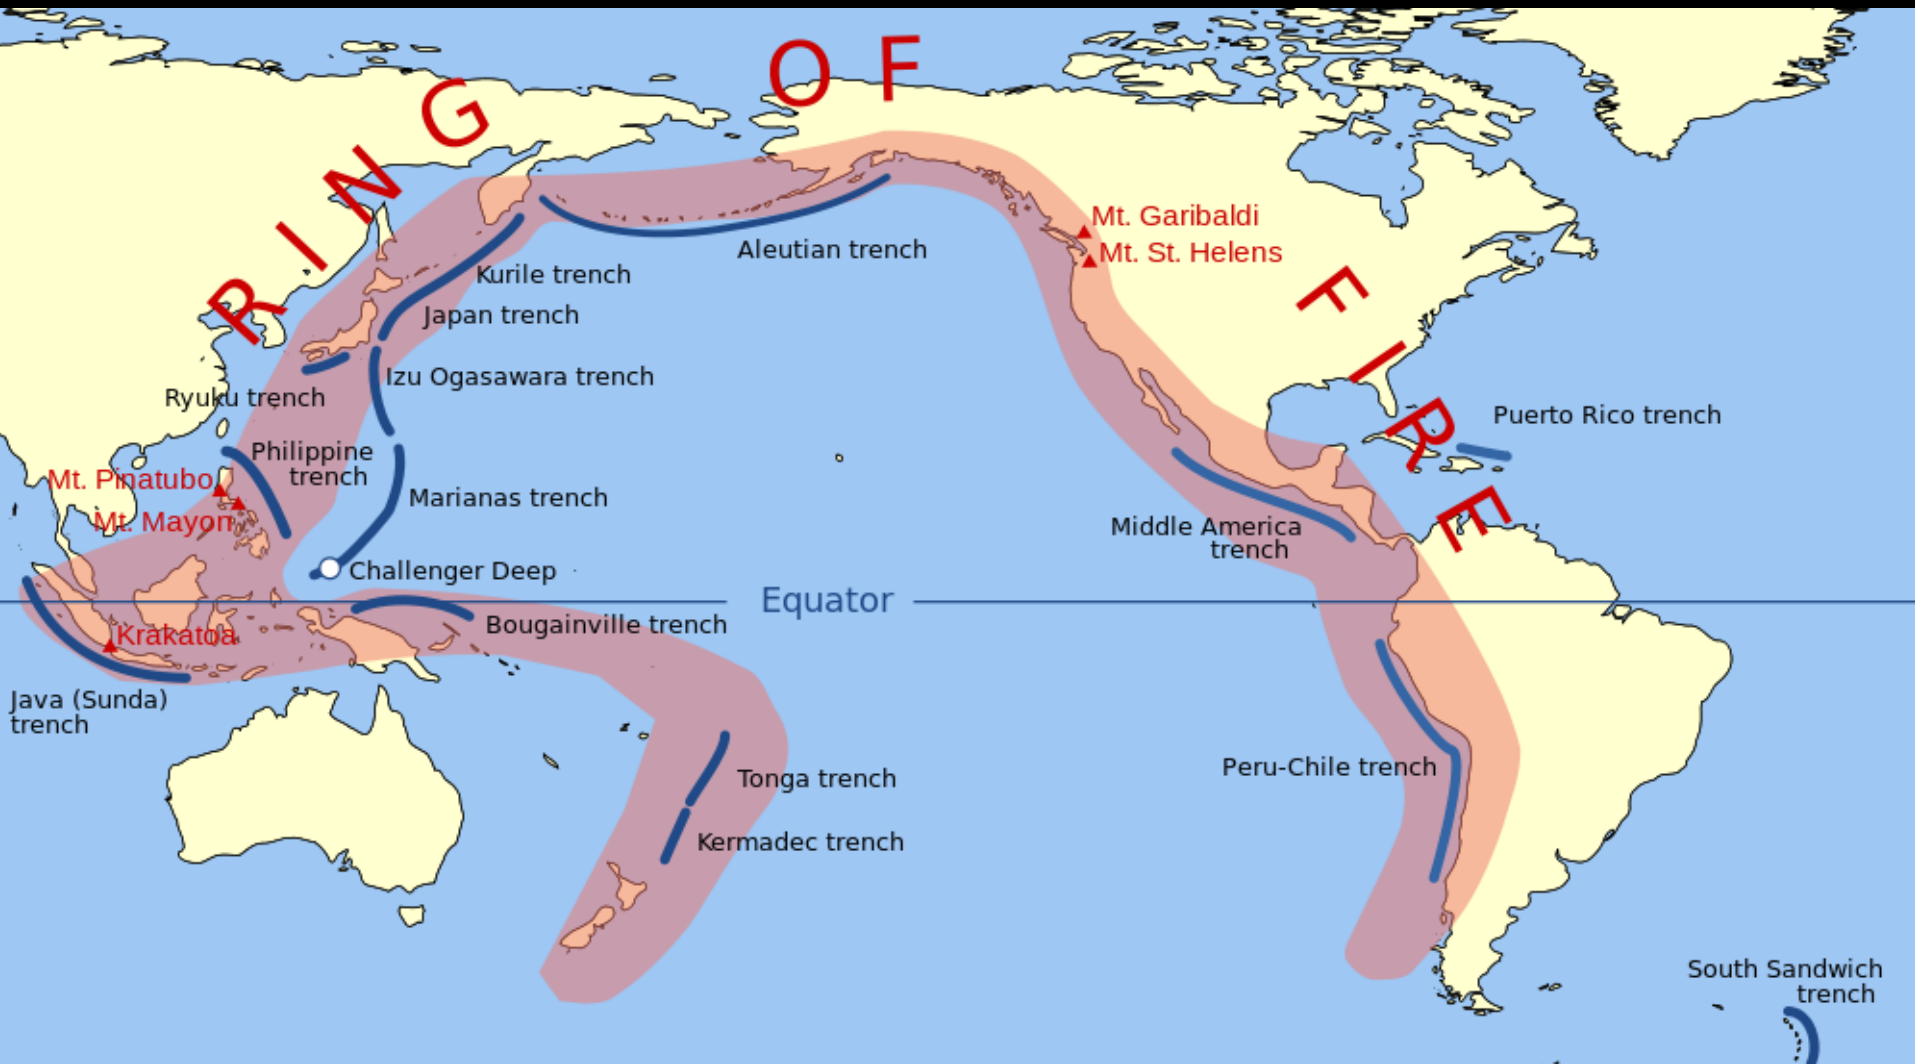 RING OF FIRE
Mt. Garibaldi
Mt. St. Helens
Aleutian trench
Kurile trench
Japan trench
Izu Ogasawara trench
Ryuku trench
Puerto Rico trench
Philippine
trench
Mt. Pinatubo
Mt. Mayon
Marianas trench
Middle America
trench
Challenger Deep
Equator
Bougainville trench
Krakatoa
Java (Sunda)
trench
Peru-Chile trench
Tonga trench
Kermadec trench
South Sandwich
trench